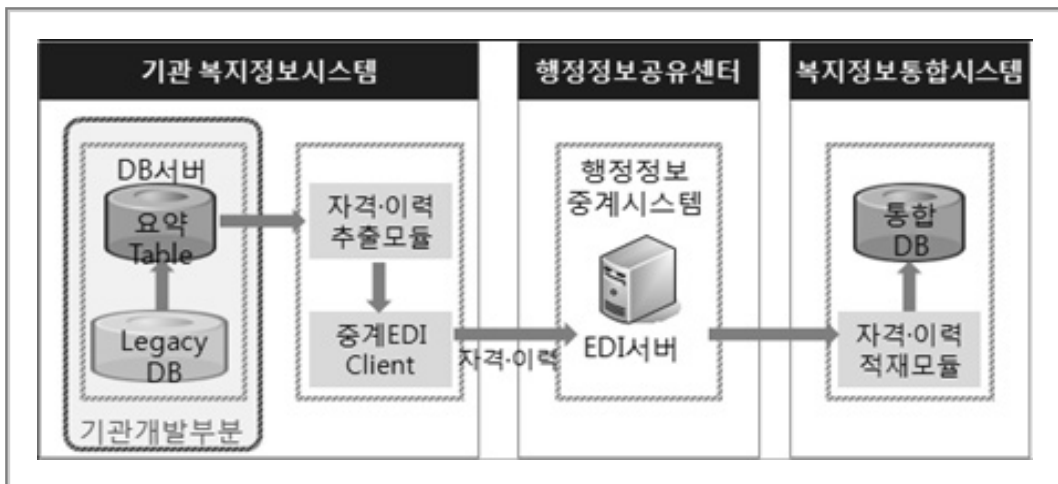 기관 복지정보시스템
행정정보공유센터
복지정보통합시스템
DB서버
요약
Table
Legacy
DB
기관개발부분
자격·이력
추출모듈
중계EDI
Client
자격·이력
행정정보
중계시스템
EDI서버
통합
DB
자격·이력
적재모듈